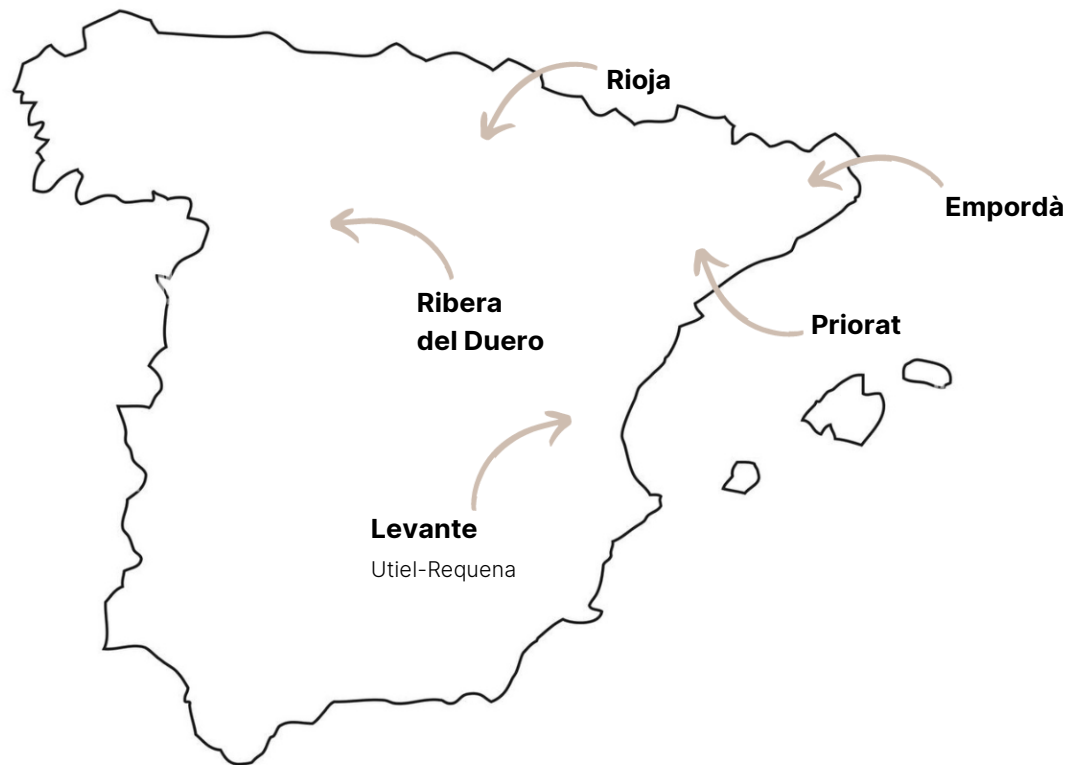 Rioja
Empordà
Ribera
del Duero
Priorat
Levante
Utiel-Requena